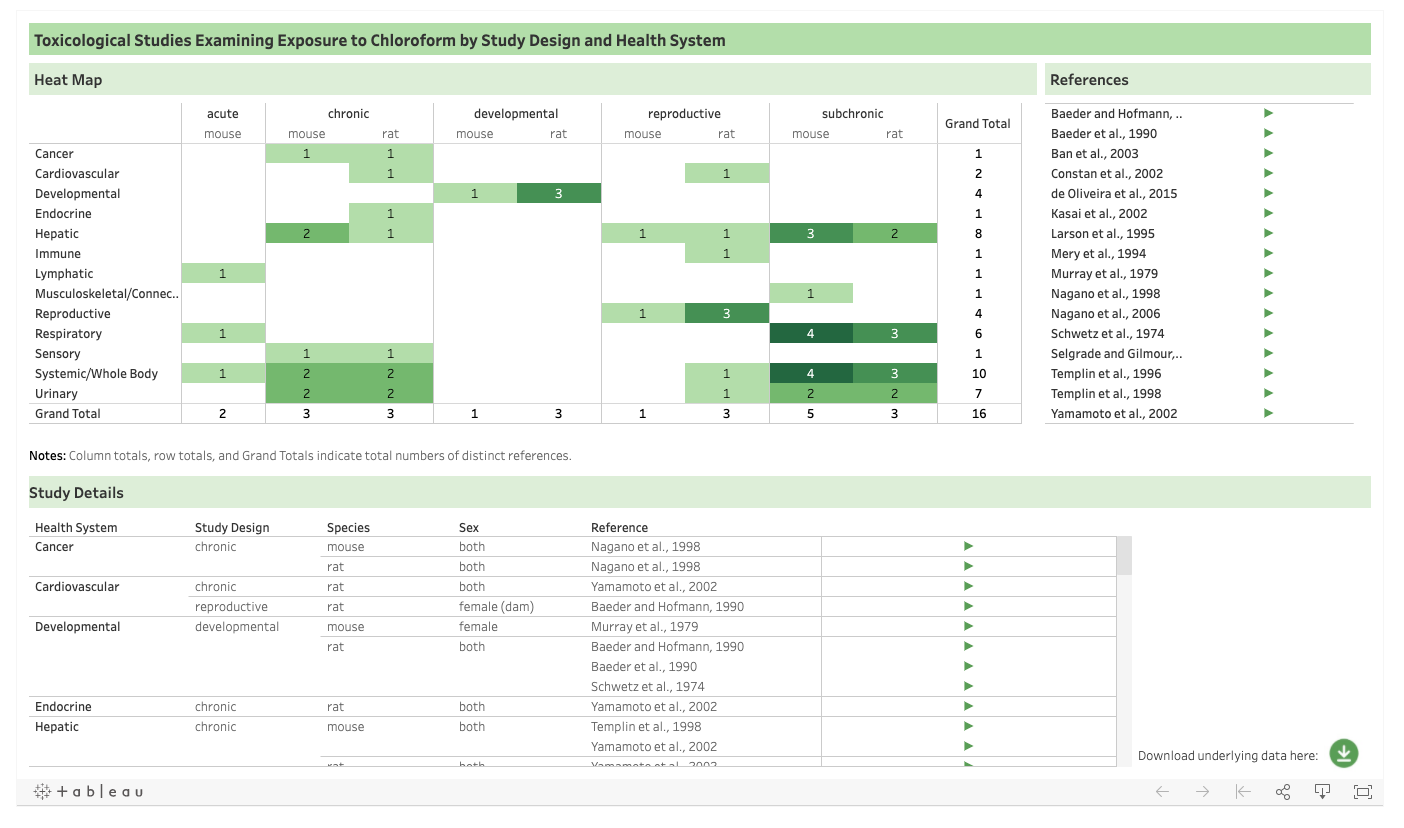 Toxicological Studies Examining Exposure to Chloroform by Study Design and Health System
Heat Map
acute chronic developmental reproductive subchronic Grand Total
mouse mouse rat mouse rat mouse rat mouse rat
Cancer 1 1 1
Cardiovascular 1 1 2
Developmental 1 3 4
Endocrine 1 1
Hepatic 2 1 1 1 3 2 8
Immune 1 1
Lymphatic 1 1
Musculoskeletal/Connec.. 1 1
Reproductive 1 3 4
Respiratory 1 4 3 6
Sensory 1 1 1
Systemic/Whole Body 1 2 2 1 4 3 10
Urinary 2 2 1 2 2 7
Grand Total 2 3 3 1 3 1 3 5 3 16
References
Baeder and Hofmann, ..
Baeder et al., 1990
Ban et al., 2003
Constan et al., 2002
de Oliveira et al., 2015
Kasai et al., 2002
Larson et al., 1995
Mery et al., 1994
Murray et al., 1979
Nagano et al., 1998
Nagano et al., 2006
Schwetz et al., 1974
Selgrade and Gilmour,..
Templin et al., 1996
Templin et al., 1998
Yamamoto et al., 2002
Notes: Column totals, row totals, and Grand Totals indicate total numbers of distinct references.
Study Details
Health System Study Design Species Sex Reference
Cancer chronic mouse both Nagano et al., 1998
rat both Nagano et al., 1998
Cardiovascular chronic rat both Yamamoto et al., 2002
reproductive rat female (dam) Baeder and Hofmann, 1990
Developmental developmental mouse female Murray et al., 1979
rat both Baeder and Hofmann, 1990
Baeder et al., 1990
Schwetz et al., 1974
Endocrine chronic rat both Yamamoto et al., 2002
Hepatic chronic mouse both Templin et al., 1998
Yamamoto et al., 2002
rat both Yamamoto et al., 2002
Download underlying data here:
+ableau